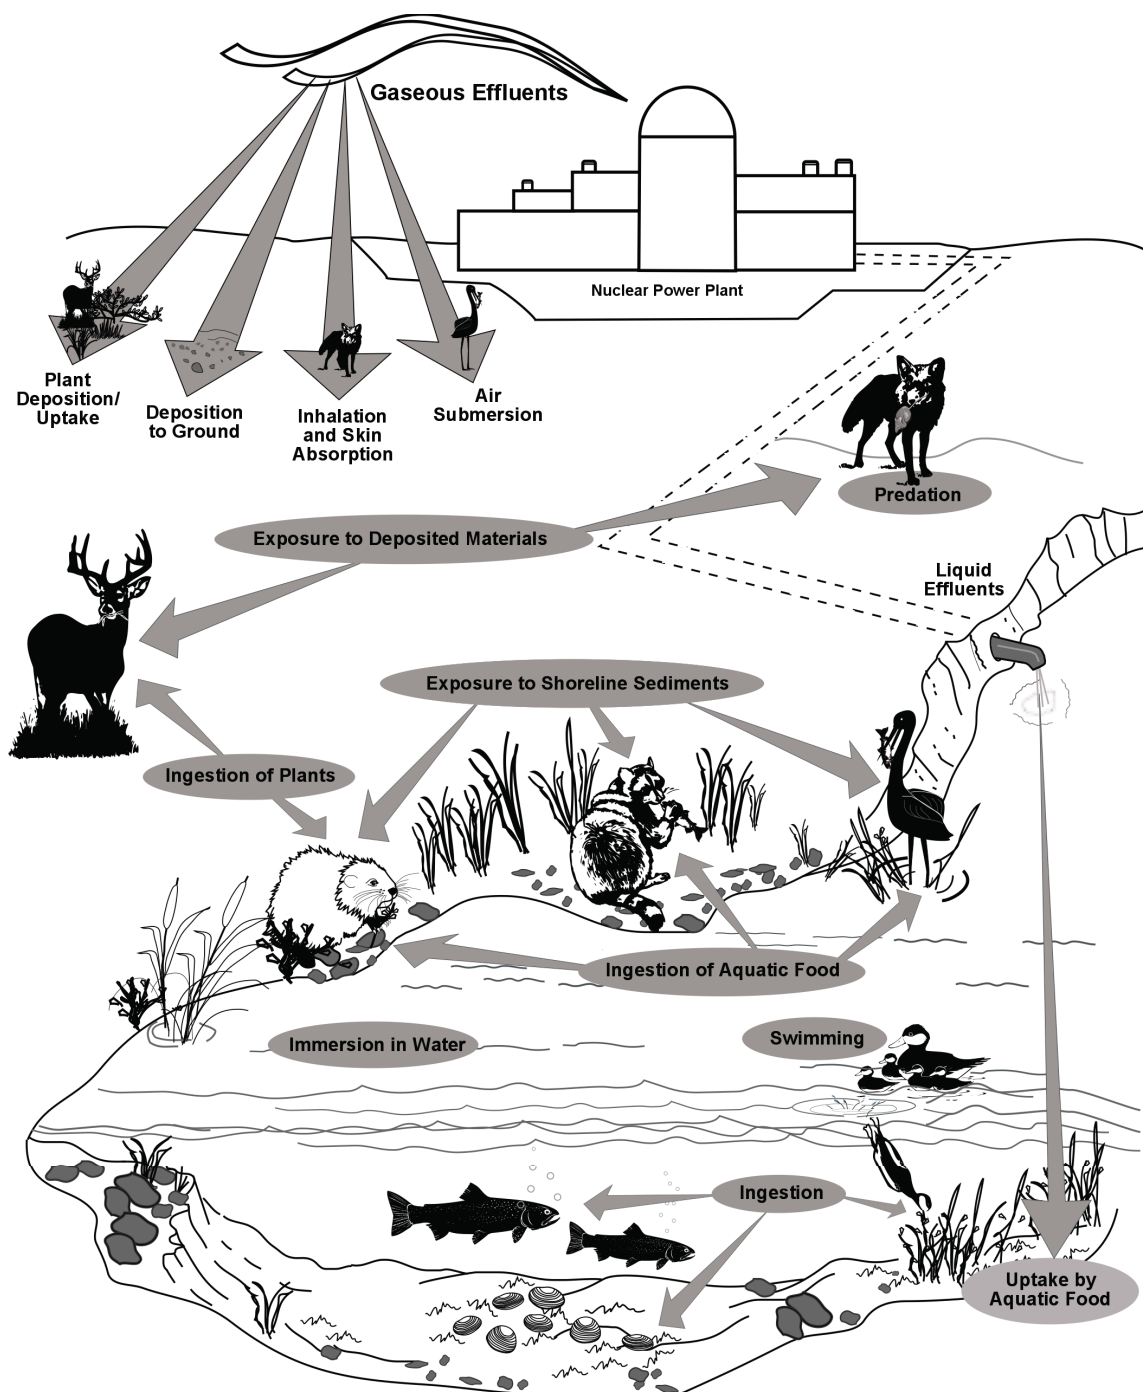 Gaseous Effluents
Nuclear Power Plant
Plant
Deposition/
Uptake
Deposition
to Ground
Inhalation
and Skin
Absorption
Air
Submersion
Predation
Exposure to Deposited Materials
Liquid
Effluents
Exposure to Shoreline Sediments
Ingestion of Plants
Ingestion of Aquatic Food
Immersion in Water
Swimming
Ingestion
Uptake by
Aquatic Food